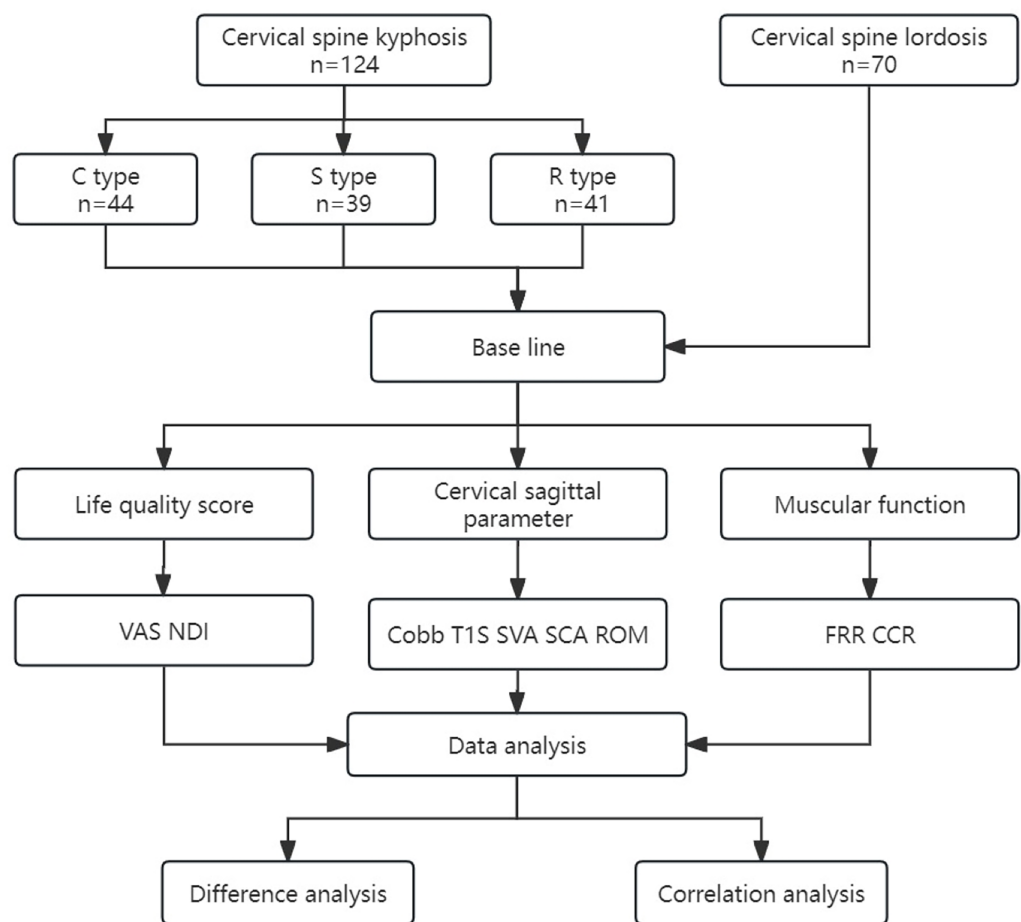 Cervical spine kyphosis
n=124
Cervical spine lordosis
n=70
C type
n=44
S type
n=39
R type
n=41
Base line
Life quality score
Cervical sagittal
parameter
Muscular function
VAS NDI
Cobb T1S SVA SCA ROM
FRR CCR
Data analysis
Difference analysis
Correlation analysis